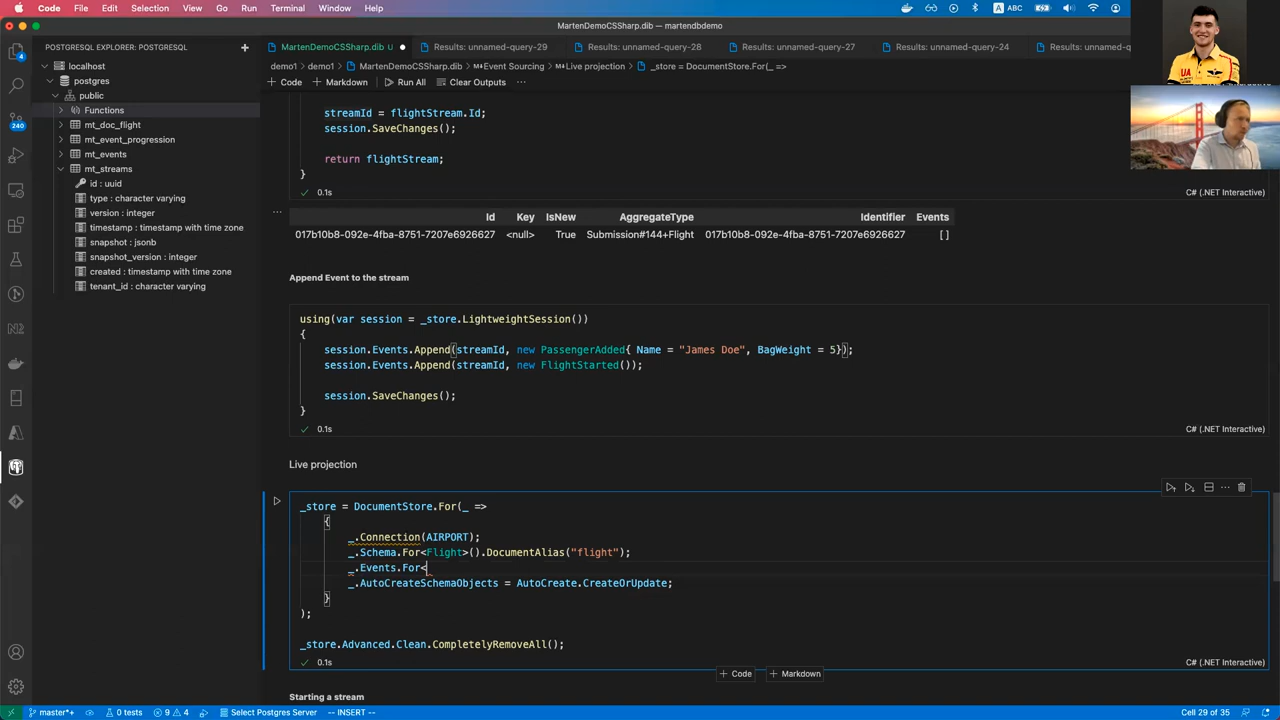 Code File Edit Selection View Go Run Terminal Window Help ABC
MartenDemoCSSharp.dib • martendbdemo
POSTGRESQL EXPLORER: POSTGRESQL
MartenDemoCSSharp.dib U Results: unnamed-query-29 Results: unnamed-query-28 Results: unnamed-query-27 Results: unnamed-query-24 Results: unnamed-q
demo1 > demo1 > MartenDemoCSSharp.dib > Event Sourcing > Live projection > _store = DocumentStore.For(_ =>
+ Code + Markdown Run All Clear Outputs ...
localhost
postgres
public
Functions
mt_doc_flight
mt_event_progression
mt_events
mt_streams
id : uuid
type : character varying
version : integer
timestamp : timestamp with time zone
snapshot : jsonb
snapshot_version : integer
created : timestamp with time zone
tenant_id : character varying
4
240
streamId = flightStream.Id;
session.SaveChanges();
return flightStream;
}
0.1s C# (.NET Interactive)
...
Id Key IsNew AggregateType Identifier Events
017b10b8-092e-4fba-8751-7207e6926627 <null> True Submission#144+Flight 017b10b8-092e-4fba-8751-7207e6926627 [ ]
Append Event to the stream
using(var session = _store.LightweightSession())
{
session.Events.Append(streamId, new PassengerAdded{ Name = "James Doe", BagWeight = 5});
session.Events.Append(streamId, new FlightStarted());
session.SaveChanges();
}
0.1s C# (.NET Interactive)
Live projection
_store = DocumentStore.For(_ =>
{
_.Connection(AIRPORT);
_.Schema.For<Flight>().DocumentAlias("flight");
_.Events.For<
_.AutoCreateSchemaObjects = AutoCreate.CreateOrUpdate;
}
);
_store.Advanced.Clean.CompletelyRemoveAll();
0.1s C# (.NET Interactive)
+ Code + Markdown
Starting a stream
UA
master*+ 0 tests 9 4 Select Postgres Server -- INSERT -- Cell 29 of 35